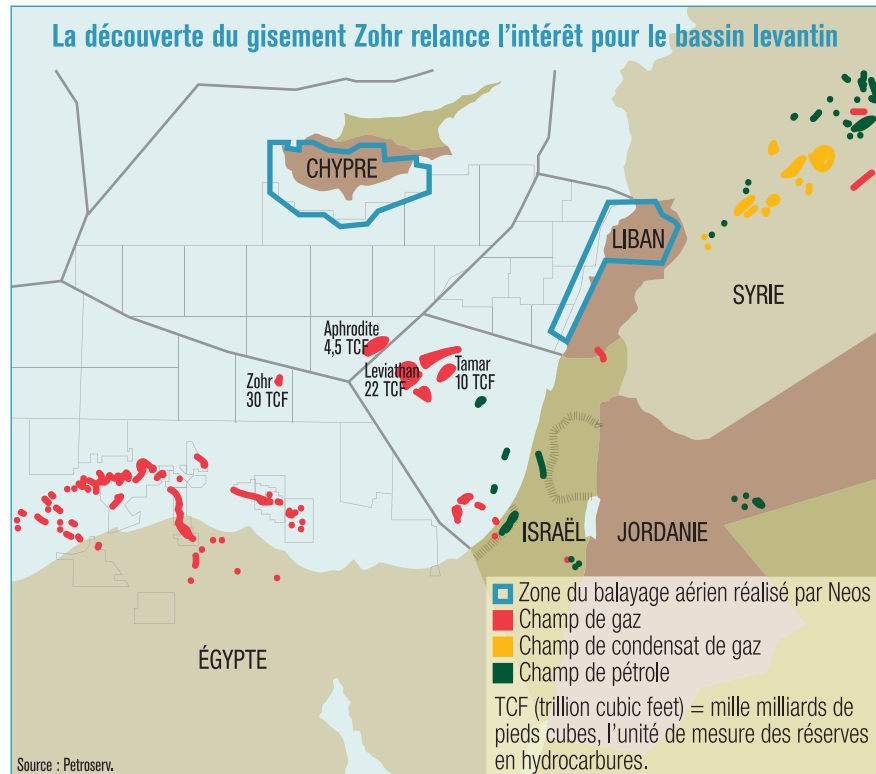 La découverte du gisement Zohr relance l'intérêt pour le bassin levantin
CHYPRE
LIBAN
SYRIE
Aphrodite
4,5 TCF
Leviathan
22 TCF
Tamar
10 TCF
Zohr
30 TCF
ISRAËL
JORDANIE
ÉGYPTE
Zone du balayage aérien réalisé par Neos
Champ de gaz
Champ de condensat de gaz
Champ de pétrole
TCF (trillion cubic feet) = mille milliards de
pieds cubes, l'unité de mesure des réserves
en hydrocarbures.
Source : Petroserv.